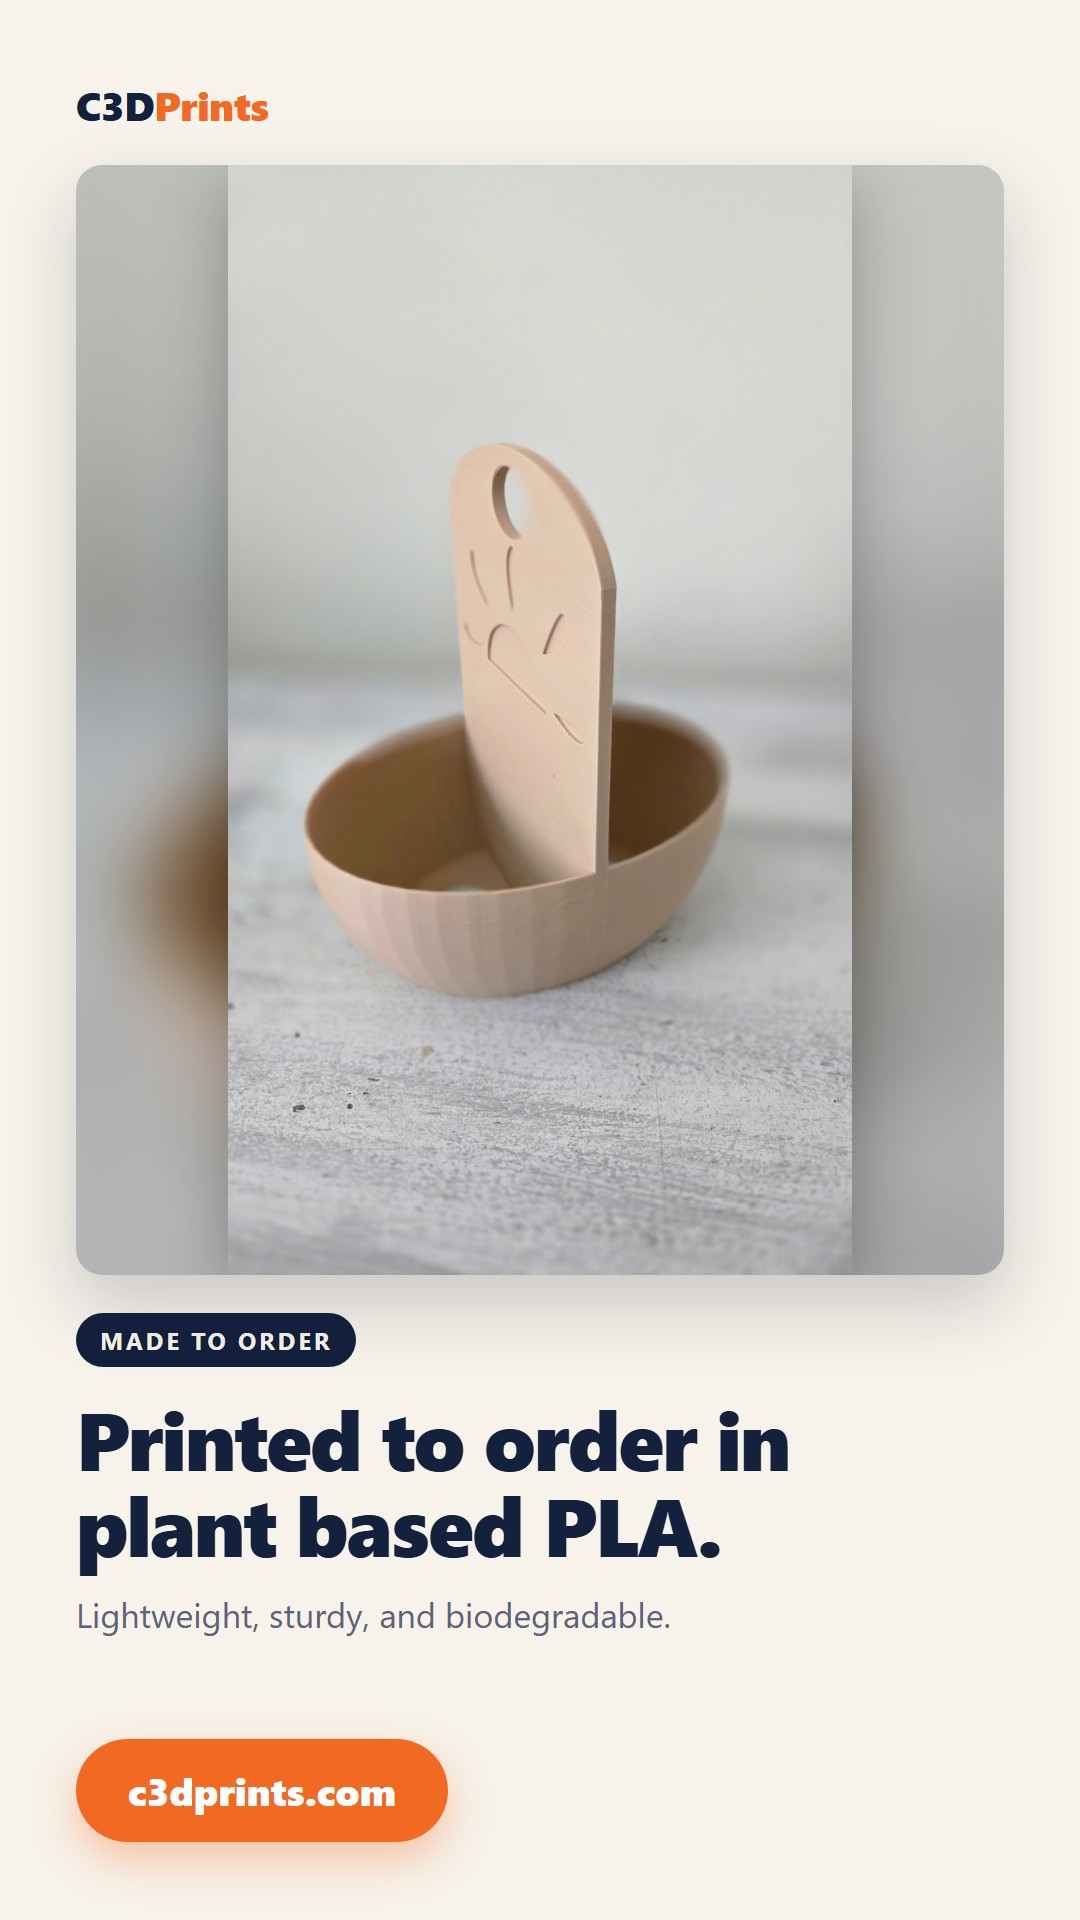 C3DPrints
MADE TO ORDER
Printed to order in
plant based PLA.
Lightweight, sturdy, and biodegradable.
c3dprints.com